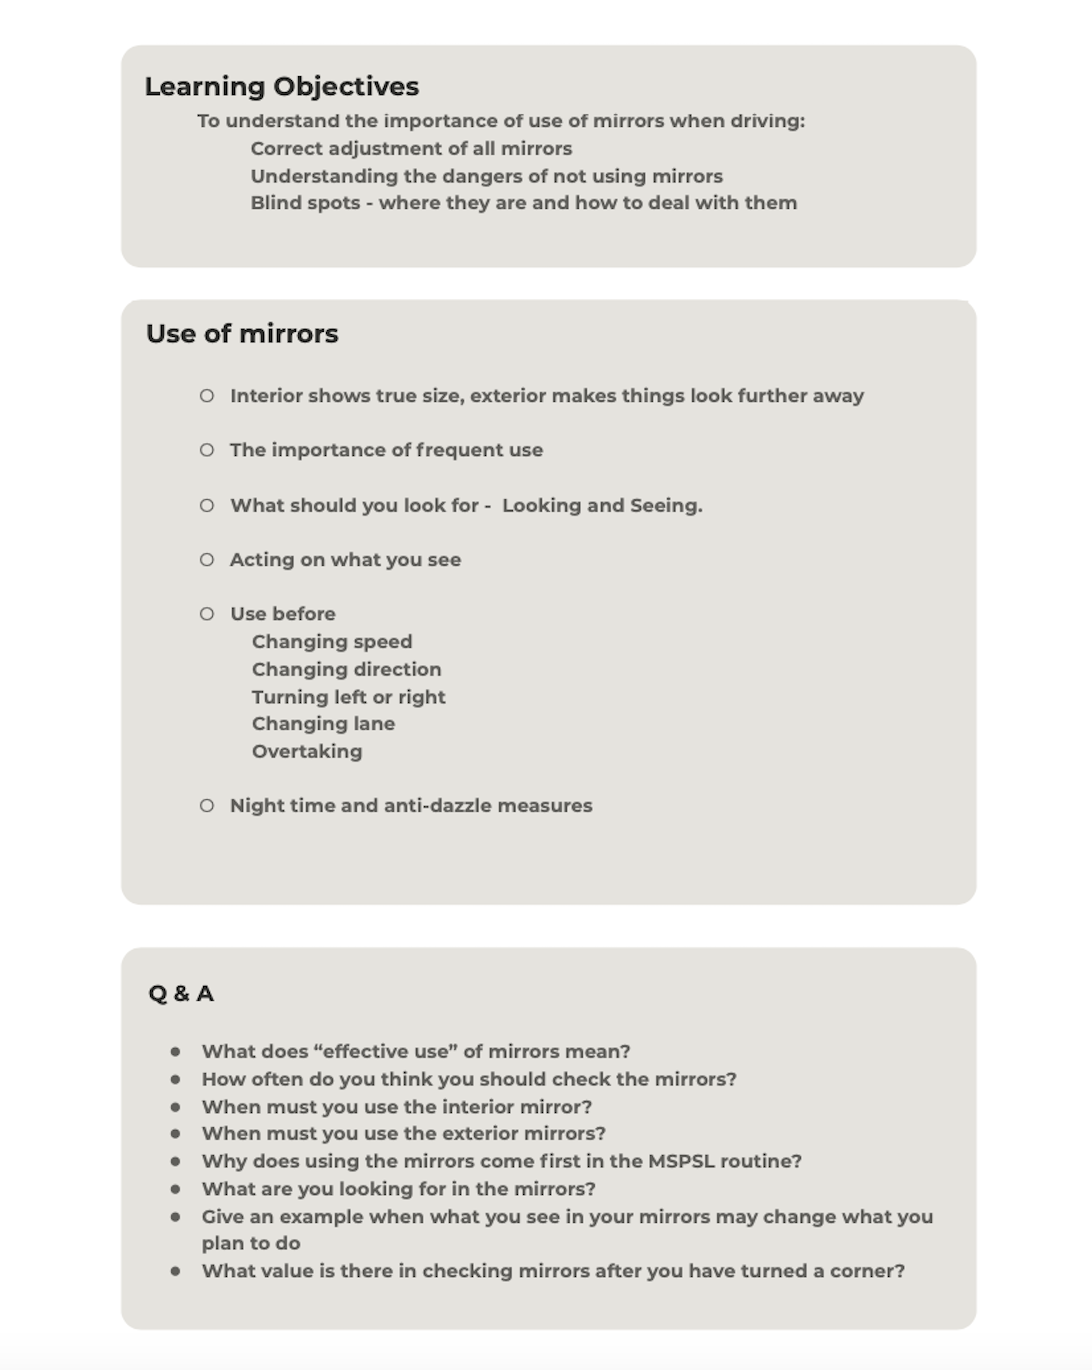 Learning Objectives
To understand the importance of use of mirrors when driving:
Correct adjustment of all mirrors
Understanding the dangers of not using mirrors
Blind spots - where they are and how to deal with them
Use of mirrors
○ Interior shows true size, exterior makes things look further away
○ The importance of frequent use
○ What should you look for -  Looking and Seeing.
○ Acting on what you see
○ Use before
Changing speed
Changing direction
Turning left or right
Changing lane
Overtaking
○ Night time and anti-dazzle measures
Q & A
● What does “effective use” of mirrors mean?
● How often do you think you should check the mirrors?
● When must you use the interior mirror?
● When must you use the exterior mirrors?
● Why does using the mirrors come first in the MSPSL routine?
● What are you looking for in the mirrors?
● Give an example when what you see in your mirrors may change what you
plan to do
● What value is there in checking mirrors after you have turned a corner?